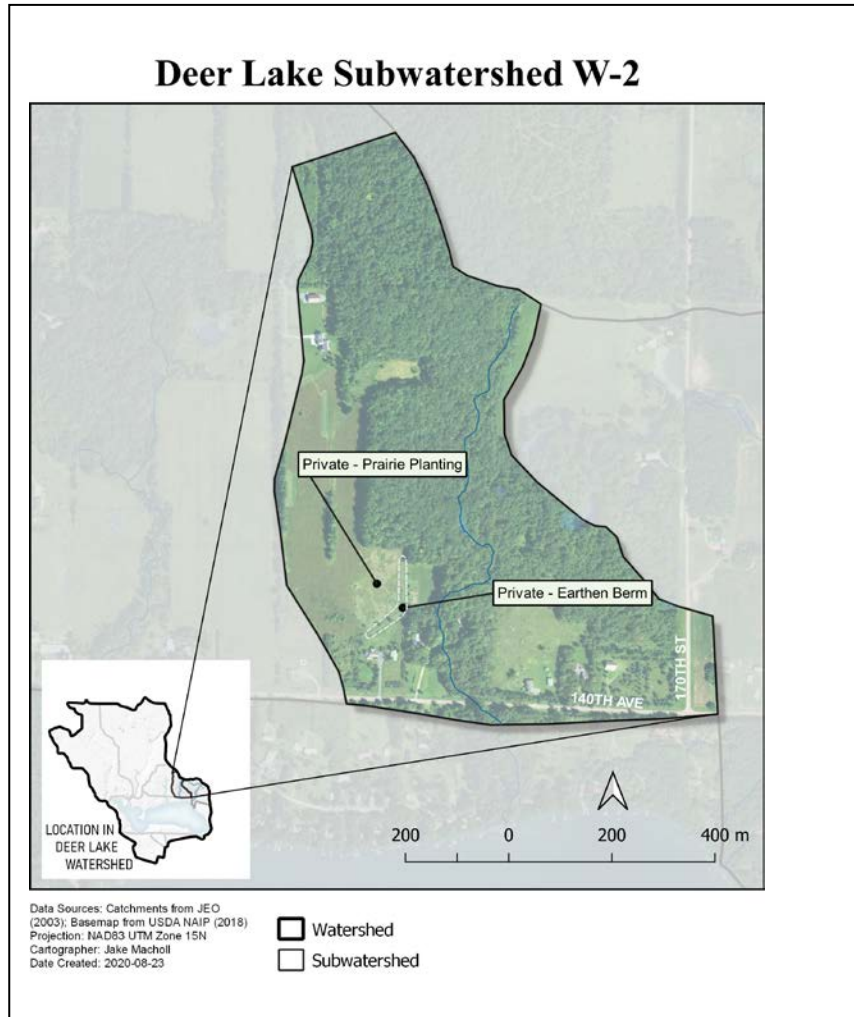 Deer Lake Subwatershed W-2
Private - Prairie Planting
Private - Earthen Berm
170TH ST
140TH AVE
LOCATION IN
DEER LAKE
WATERSHED
200 0 200 400 m
Data Sources: Catchments from JEO
(2003); Basemap from USDA NAIP (2018)
Projection: NAD83 UTM Zone 15N
Cartographer: Jake Macholl
Date Created: 2020-08-23
Watershed
Subwatershed